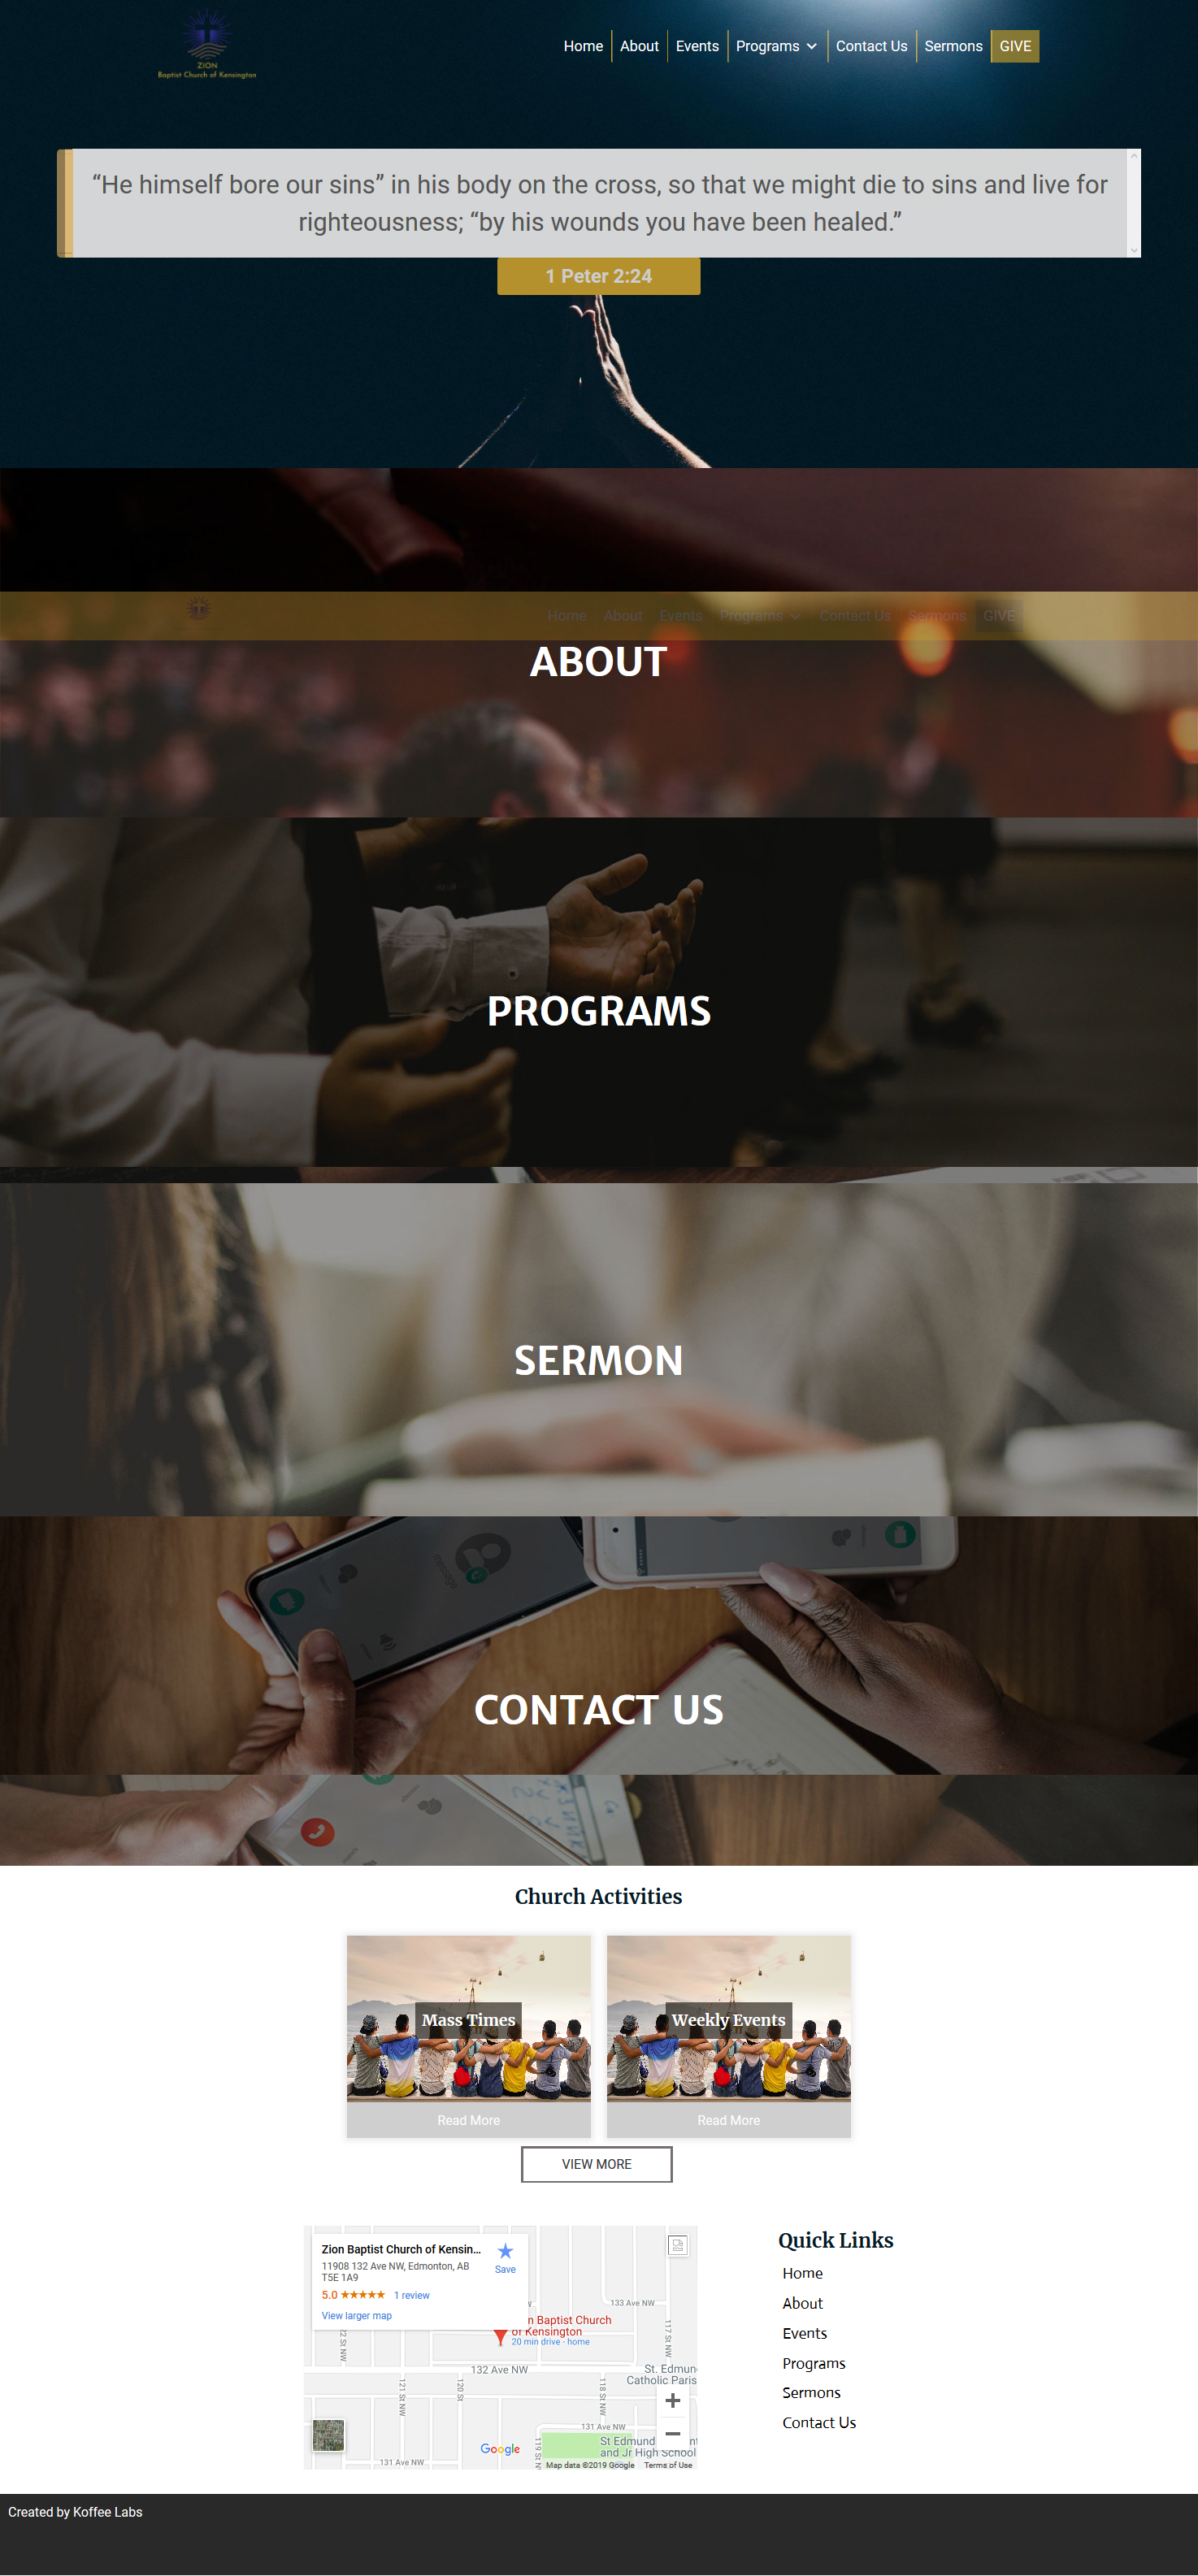 ZION
Baptist Church of Kensington
Home About Events Programs Contact Us Sermons GIVE
“He himself bore our sins” in his body on the cross, so that we might die to sins and live for
righteousness; “by his wounds you have been healed.”
1 Peter 2:24
Home About Events Programs Contact Us Sermons GIVE
ABOUT
PROGRAMS
SERMON
CONTACT US
Church Activities
Mass Times
Weekly Events
Read More
Read More
VIEW MORE
Zion Baptist Church of Kensin...
11908 132 Ave NW, Edmonton, AB
T5E 1A9
Save
5.0 ★★★★★ 1 review
View larger map
133 Ave NW
n Baptist Church
of Kensington
20 min drive - home
22 St NW
117 St NW
132 Ave NW
St. Edmun
Catholic Paris
121 St NW
120 St
118 St NW
131 Ave NW
119 St N
St Edmund
nt
and Jr High School
Google
131 Ave NW
Map data ©2019 Google Terms of Use
Quick Links
Home
About
Events
Programs
Sermons
Contact Us
Created by Koffee Labs